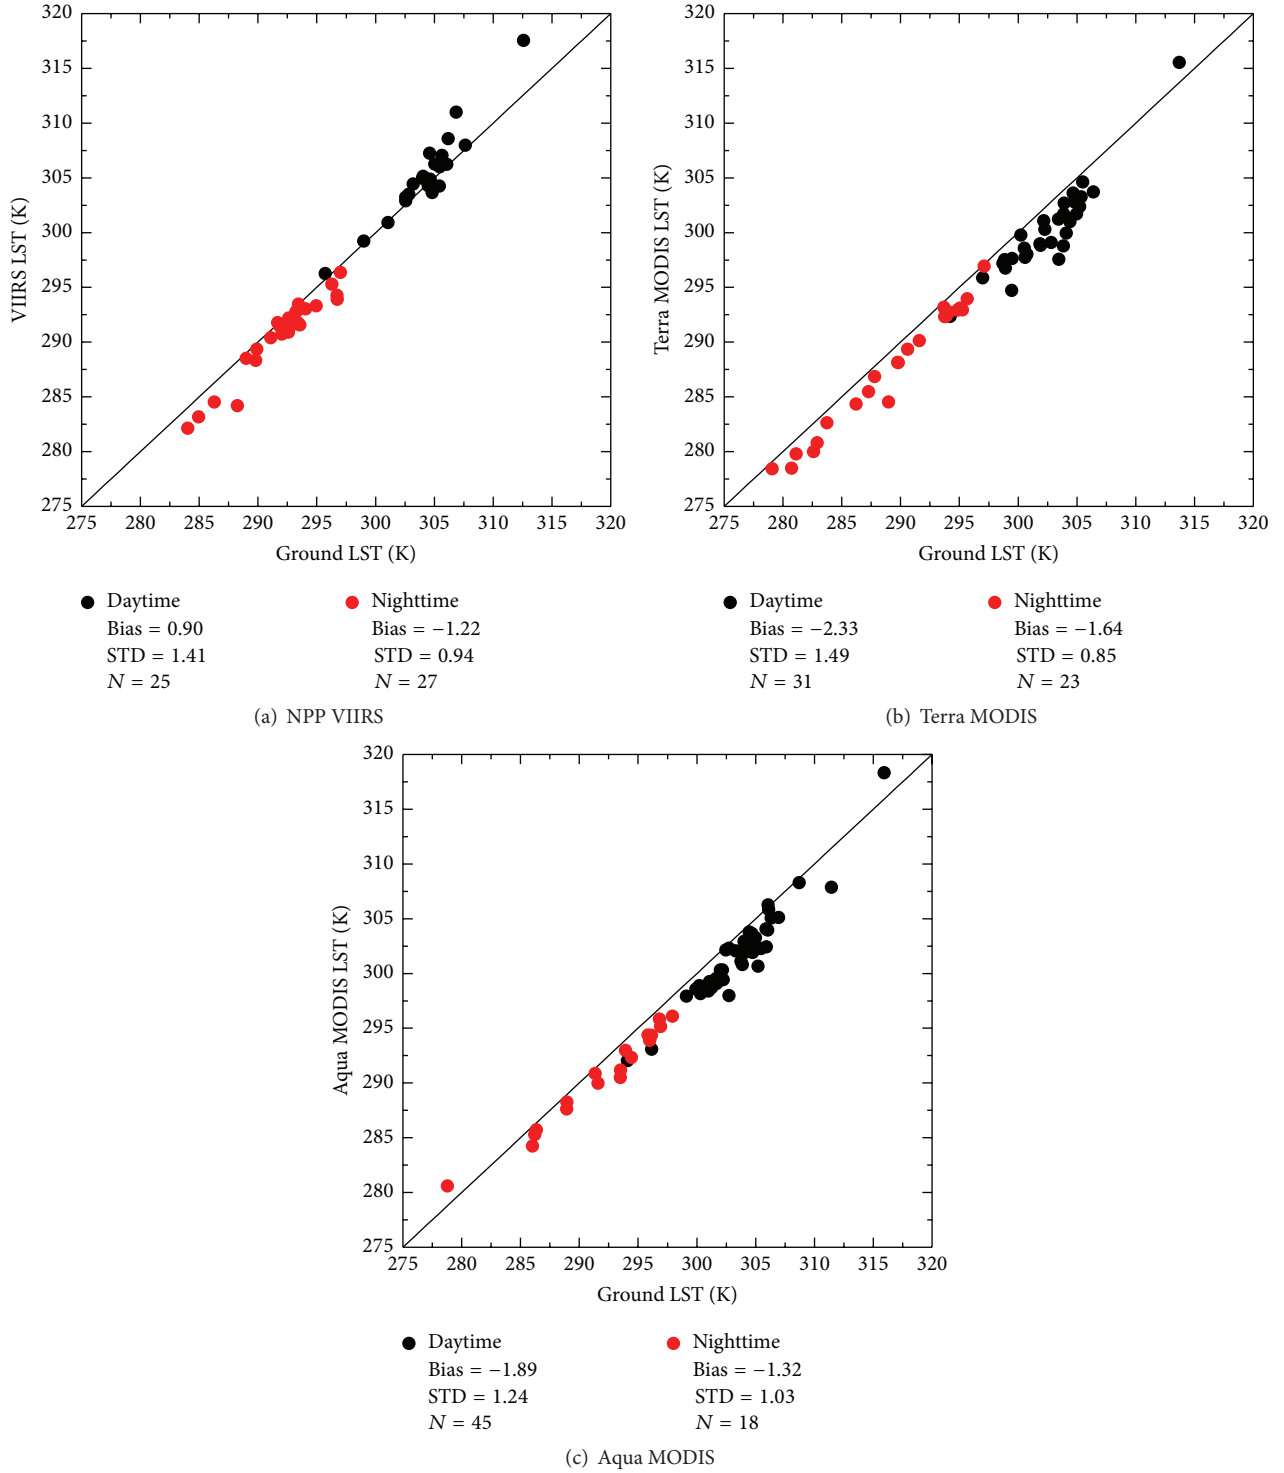 320
315
310
305
300
295
290
285
280
275
VIIRS LST (K)
275 280 285 290 295 300 305 310 315 320
Ground LST (K)
Daytime
Bias = 0.90
STD = 1.41
N = 25
Nighttime
Bias = −1.22
STD = 0.94
N = 27
(a) NPP VIIRS
320
315
310
305
300
295
290
285
280
275
Terra MODIS LST (K)
275 280 285 290 295 300 305 310 315 320
Ground LST (K)
Daytime
Bias = −2.33
STD = 1.49
N = 31
Nighttime
Bias = −1.64
STD = 0.85
N = 23
(b) Terra MODIS
320
315
310
305
300
295
290
285
280
275
Aqua MODIS LST (K)
275 280 285 290 295 300 305 310 315 320
Ground LST (K)
Daytime
Bias = −1.89
STD = 1.24
N = 45
Nighttime
Bias = −1.32
STD = 1.03
N = 18
(c) Aqua MODIS